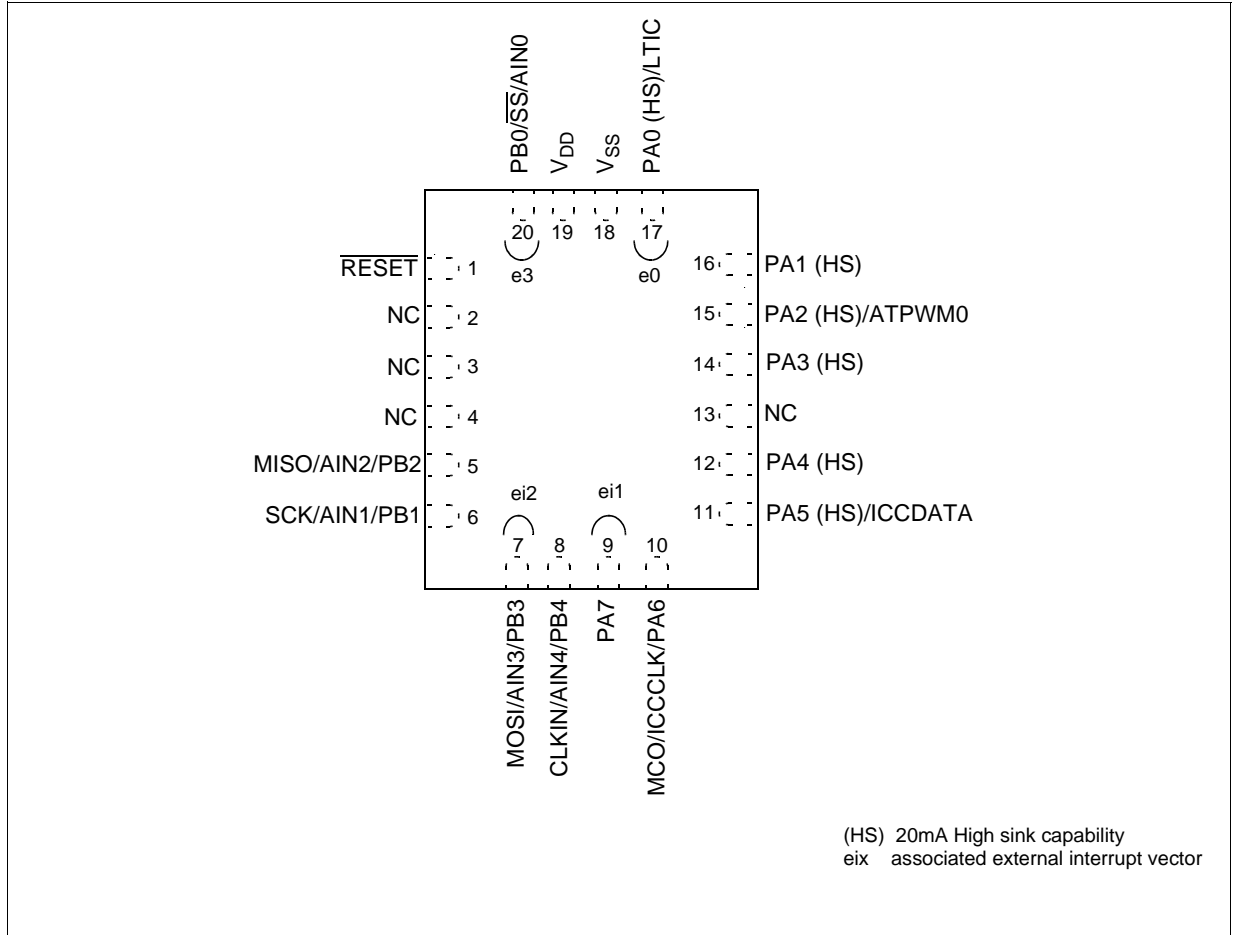 PB0/S̅S̅/AIN0
VDD
VSS
PA0 (HS)/LTIC
20
19
18
17
e3
e0
R̅E̅S̅E̅T̅
1
NC
2
NC
3
NC
4
MISO/AIN2/PB2
5
SCK/AIN1/PB1
6
16
PA1 (HS)
15
PA2 (HS)/ATPWM0
14
PA3 (HS)
13
NC
12
PA4 (HS)
11
PA5 (HS)/ICCDATA
ei2
ei1
7
8
9
10
MOSI/AIN3/PB3
CLKIN/AIN4/PB4
PA7
MCO/ICCCLK/PA6
(HS) 20mA High sink capability
eix associated external interrupt vector